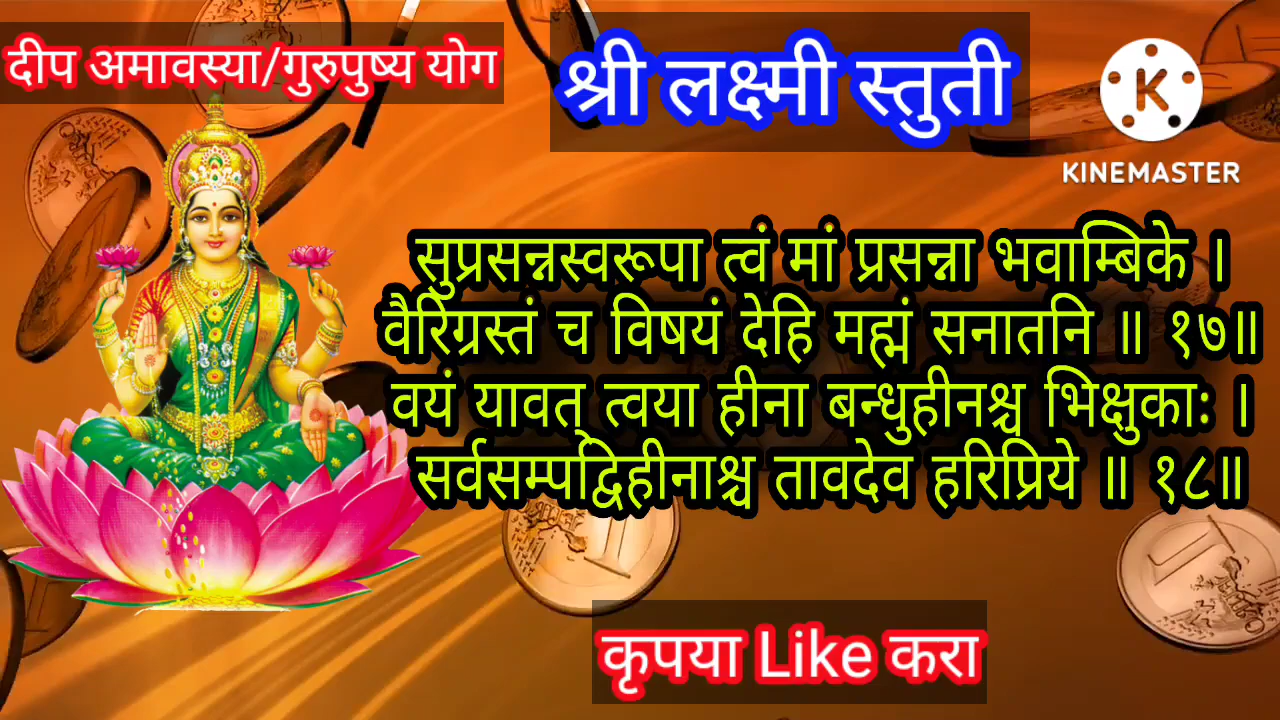 दीप अमावस्या/गुरुपुष्य योग
श्री लक्ष्मी स्तुती
KINEMASTER
सुप्रसन्नस्वरूपा त्वं मां प्रसन्ना भवाम्बिके ।
वैरिग्रस्तं च विषयं देहि मह्मं सनातनि ॥ १७॥
वयं यावत् त्वया हीना बन्धुहीनश्च भिक्षुकाः ।
सर्वसम्पद्विहीनाश्च तावदेव हरिप्रिये ॥ १८॥
कृपया Like करा